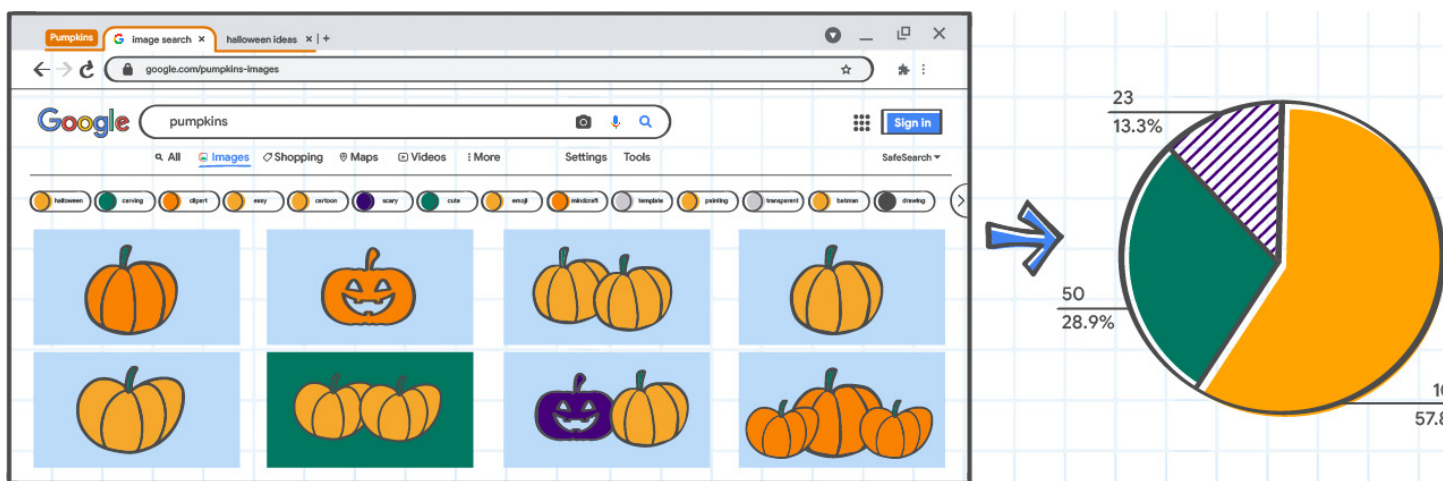 Pumpkins image search × halloween ideas × | +
google.com/pumpkins-images
Google pumpkins Sign in
All Images Shopping Maps Videos More Settings Tools SafeSearch
halloween carving clipart easy cartoon scary cute emoji mindcraft template painting transparent batman drawing
23
13.3%
50
28.9%
10
57.8